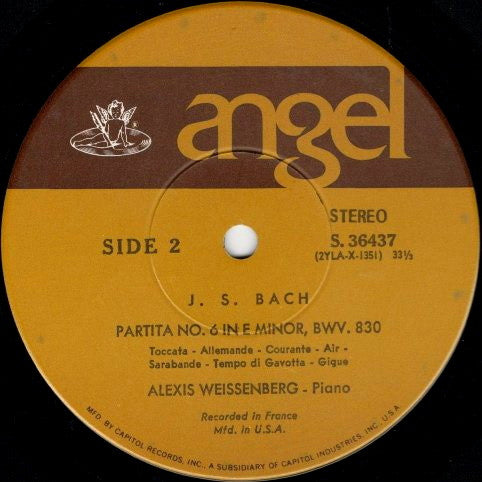 angel
®
STEREO
SIDE 2
S. 36437
(2YLA-X-1351) 33⅓
J. S. BACH
PARTITA NO. 6 IN E MINOR, BWV. 830
Toccata - Allemande - Courante - Air -
Sarabande - Tempo di Gavotta - Gigue
ALEXIS WEISSENBERG - Piano
Recorded in France
Mfd. in U.S.A.
MFD. BY CAPITOL RECORDS, INC., A SUBSIDIARY OF CAPITOL INDUSTRIES, INC., U.S.A.